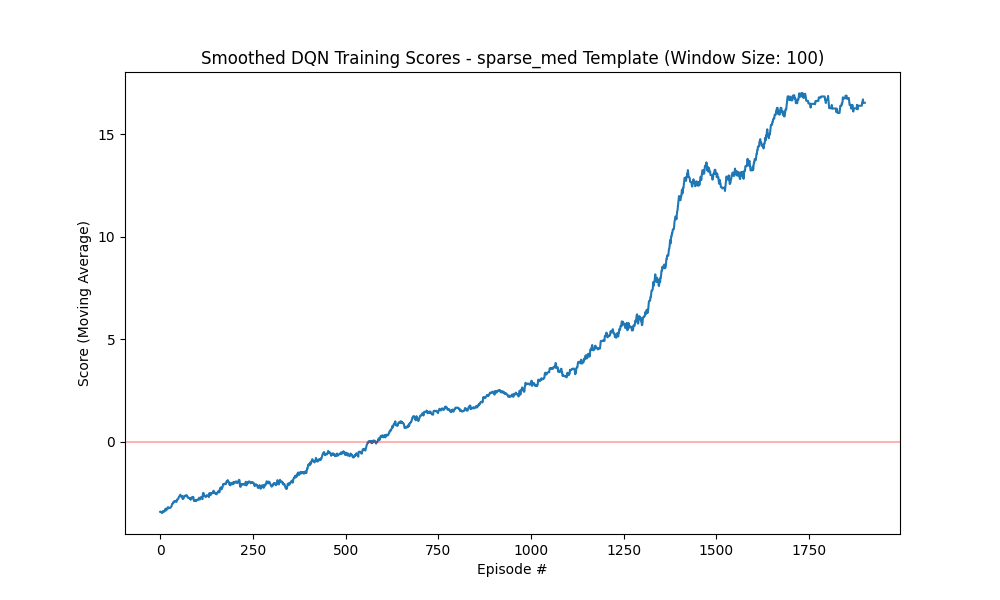 Smoothed DQN Training Scores - sparse_med Template (Window Size: 100)
15
10
5
0
Score (Moving Average)
0 250 500 750 1000 1250 1500 1750
Episode #